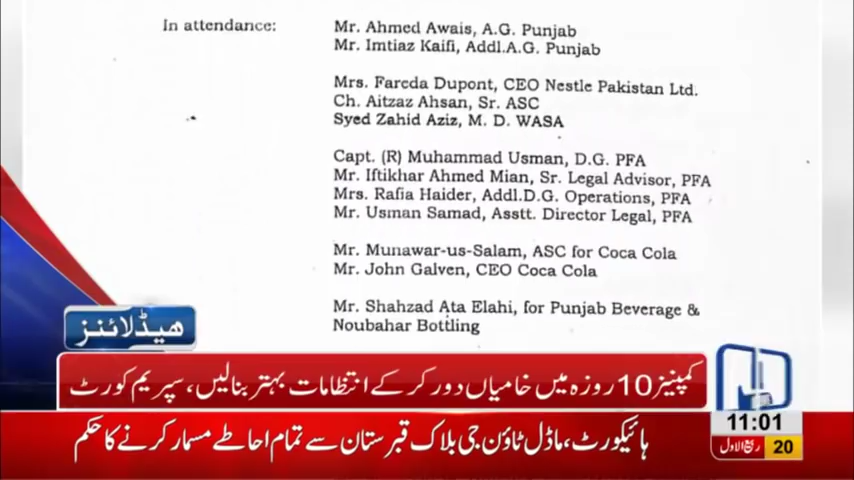 In attendance:
Mr. Ahmed Awais, A.G. Punjab
Mr. Imtiaz Kaifi, Addl.A.G. Punjab
Mrs. Fareda Dupont, CEO Nestle Pakistan Ltd.
Ch. Aitzaz Ahsan, Sr. ASC
Syed Zahid Aziz, M. D. WASA
Capt. (R) Muhammad Usman, D.G. PFA
Mr. Iftikhar Ahmed Mian, Sr. Legal Advisor, PFA
Mrs. Rafia Haider, Addl.D.G. Operations, PFA
Mr. Usman Samad, Asstt. Director Legal, PFA
Mr. Munawar-us-Salam, ASC for Coca Cola
Mr. John Galven, CEO Coca Cola
Mr. Shahzad Ata Elahi, for Punjab Beverage &
Noubahar Bottling
ھیڈلائنز
کمپنیز 10 روزہ میں خامیاں دور کر کے انتظامات بہتر بنالیں، سپریم کورٹ
11:01
ہائیکورٹ، ماڈل ٹاؤن جی بلاک قبرستان سے تمام احاطے مسمار کرنے کا حکم
20 ربیع الاول